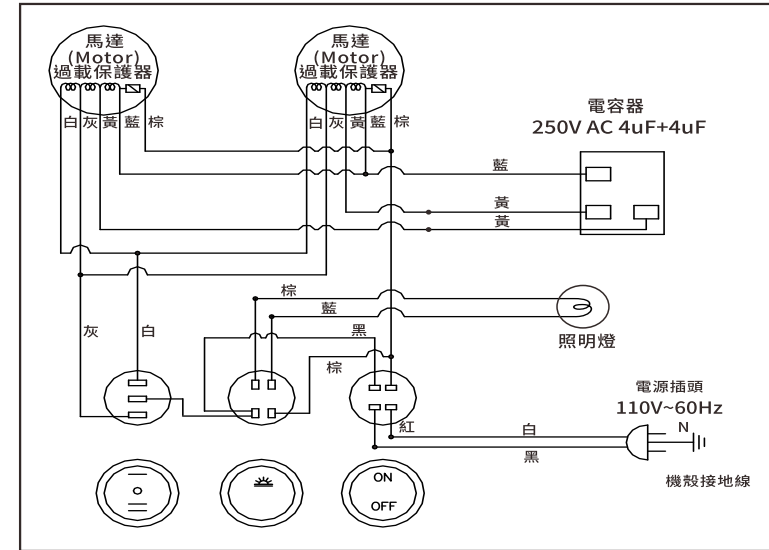 馬達
(Motor)
過載保護器
馬達
(Motor)
過載保護器
白 灰 黃 藍 棕
白 灰 黃 藍 棕
電容器
250V AC 4uF+4uF
藍
黃
黃
棕
藍
灰
白
黑
棕
照明燈
電源插頭
110V~60Hz
紅
白
N
黑
機殼接地線
ON
OFF